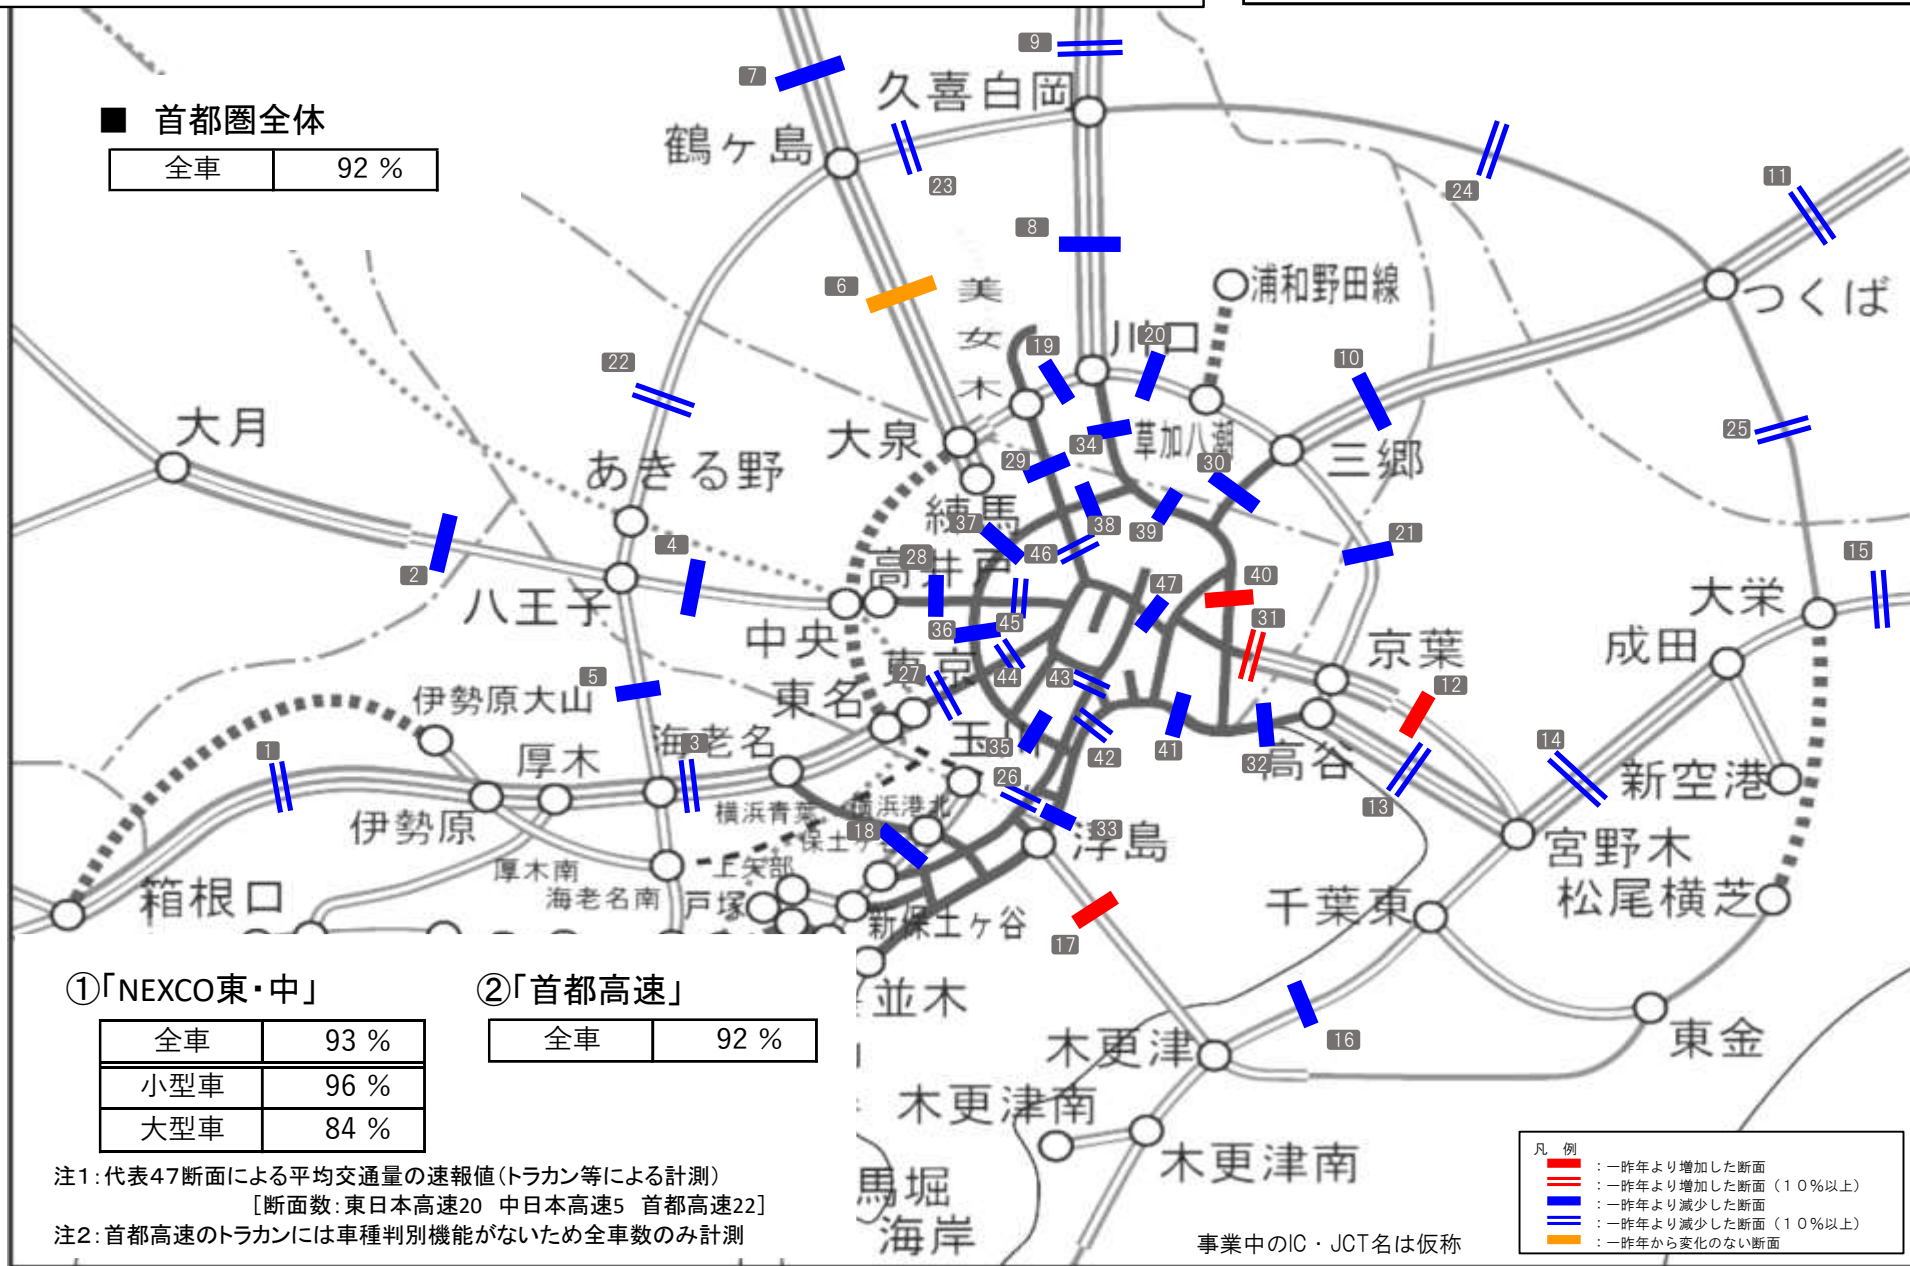 9
7
久喜白岡
■ 首都圏全体
全車 92 %
鶴ヶ島
23
24
11
8
6
美女木
浦和野田線
つくば
川口
19
20
22
10
大月
大泉
34
草加八潮
25
あきる野
29
30
三郷
練馬
37
38
39
21
2
4
28
46
高井戸
15
40
47
八王子
大栄
31
中央
36
45
京葉
成田
東京
5
27
44
43
12
伊勢原大山
東名
玉川
1
厚木
海老名
3
35
42
41
32
高谷
14
新空港
26
13
横浜青葉
横浜港北
伊勢原
18
保土ヶ谷
33
浮島
宮野木
厚木南
上矢部
箱根口
海老名南
戸塚
新保土ヶ谷
千葉東
松尾横芝
17
並木
①「NEXCO東・中」
全車 93 %
小型車 96 %
大型車 84 %
②「首都高速」
全車 92 %
16
木更津
東金
木更津南
木更津南
馬堀
海岸
注1：代表47断面による平均交通量の速報値（トラカン等による計測）
［断面数：東日本高速20 中日本高速5 首都高速22］
注2：首都高速のトラカンには車種判別機能がないため全車数のみ計測
事業中のIC・JCT名は仮称
凡 例
：一昨年より増加した断面
：一昨年より増加した断面（１０％以上）
：一昨年より減少した断面
：一昨年より減少した断面（１０％以上）
：一昨年から変化のない断面